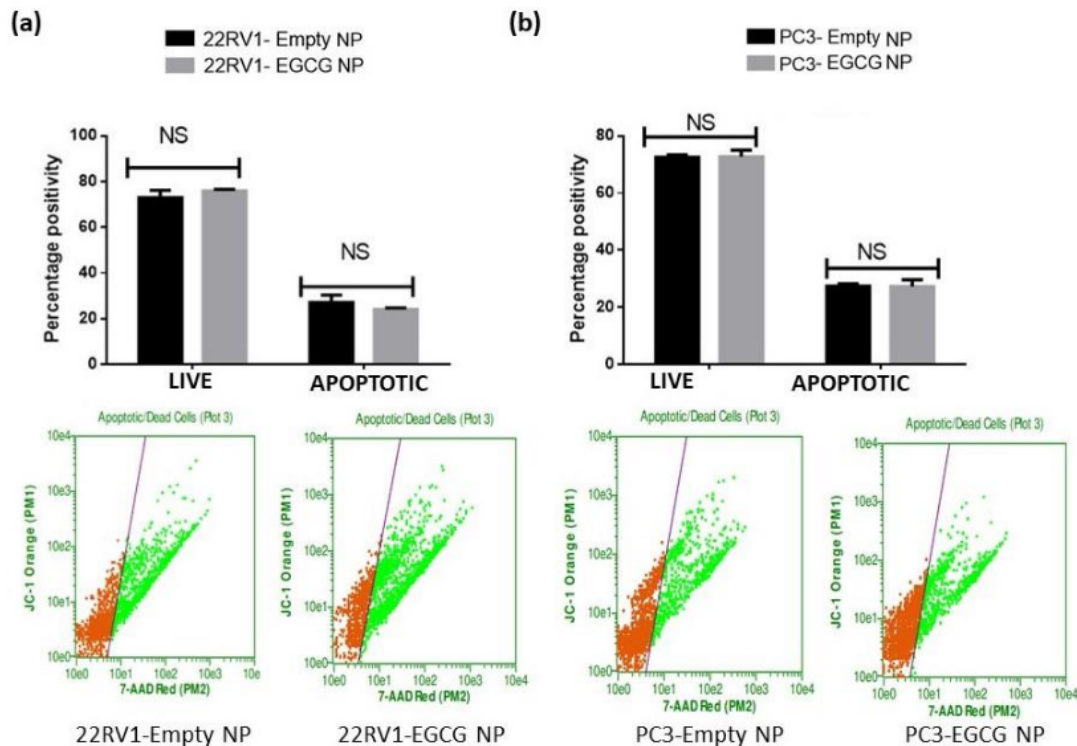 (a)
22RV1- Empty NP
22RV1- EGCG NP
Percentage positivity
100
80
60
40
20
0
NS
NS
LIVE
APOPTOTIC
(b)
PC3- Empty NP
PC3- EGCG NP
Percentage positivity
80
60
40
20
0
NS
NS
LIVE
APOPTOTIC
Apoptotic/Dead Cells (Plot 3)
JC-1 Orange (PM1)
10e4
10e3
10e2
10e1
10e0
10e0 10e1 10e2 10e3 10e
7-AAD Red (PM2)
22RV1-Empty NP
Apoptotic/Dead Cells (Plot 3)
JC-1 Orange (PM1)
10e4
10e3
10e2
10e1
10e0
10e0 10e1 10e2 10e3 10e4
7-AAD Red (PM2)
22RV1-EGCG NP
Apoptotic/Dead Cells (Plot 3)
JC-1 Orange (PM1)
10e4
10e3
10e2
10e1
10e0
10e0 10e1 10e2 10e3 10e4
7-AAD Red (PM2)
PC3-Empty NP
Apoptotic/Dead Cells (Plot 3)
JC-1 Orange (PM1)
10e4
10e3
10e2
10e1
10e0
10e0 10e1 10e2 10e3 10e4
7-AAD Red (PM2)
PC3-EGCG NP